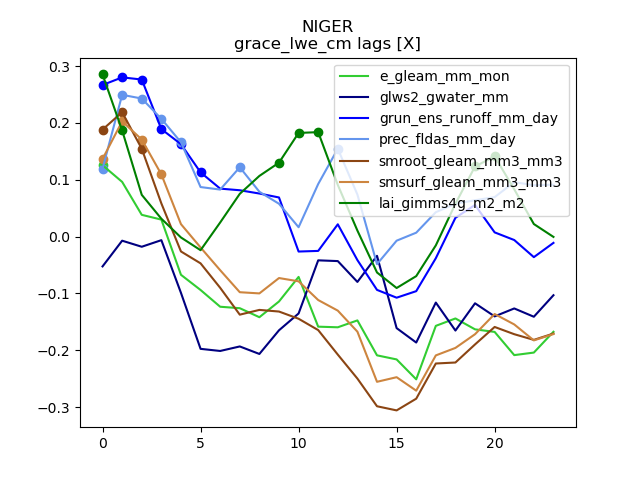 NIGER
grace_lwe_cm lags [X]
e_gleam_mm_mon
glws2_gwater_mm
grun_ens_runoff_mm_day
prec_fldas_mm_day
smroot_gleam_mm3_mm3
smsurf_gleam_mm3_mm3
lai_gimms4g_m2_m2
0.3
0.2
0.1
0.0
−0.1
−0.2
−0.3
0 5 10 15 20